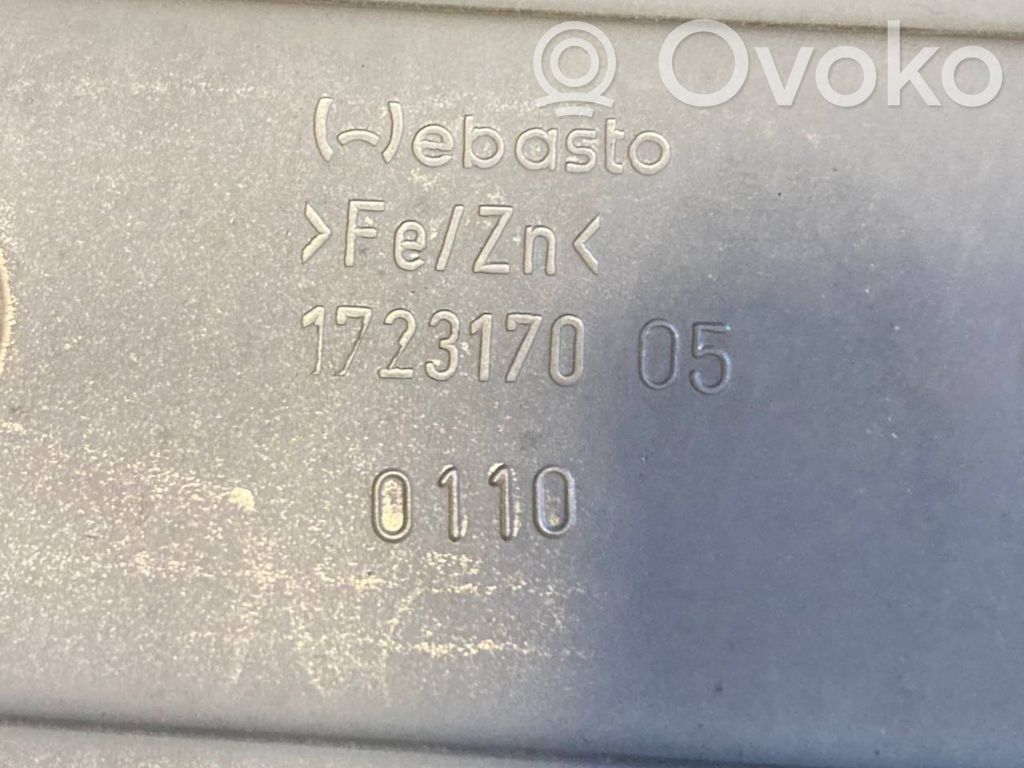 Ovoko
Webasto
>Fe/Zn<
1723170 05
0110